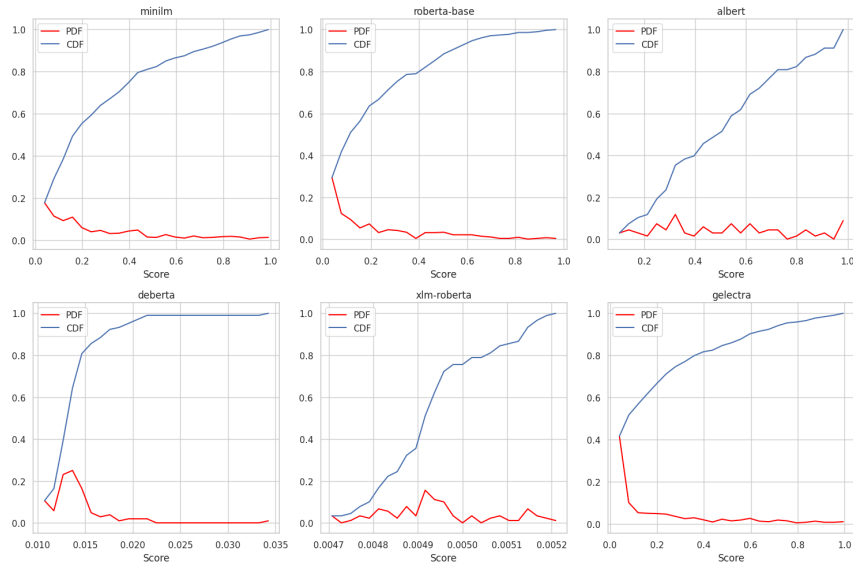 minilm
PDF
CDF
1.0
0.8
0.6
0.4
0.2
0.0
0.0 0.2 0.4 0.6 0.8 1.0
Score
roberta-base
PDF
CDF
1.0
0.8
0.6
0.4
0.2
0.0
0.0 0.2 0.4 0.6 0.8 1.0
Score
albert
PDF
CDF
1.0
0.8
0.6
0.4
0.2
0.0
0.2 0.4 0.6 0.8 1.0
Score
deberta
PDF
CDF
1.0
0.8
0.6
0.4
0.2
0.0
0.010 0.015 0.020 0.025 0.030 0.035
Score
xlm-roberta
PDF
CDF
1.0
0.8
0.6
0.4
0.2
0.0
0.0047 0.0048 0.0049 0.0050 0.0051 0.0052
Score
gelectra
PDF
CDF
1.0
0.8
0.6
0.4
0.2
0.0
0.0 0.2 0.4 0.6 0.8 1.0
Score